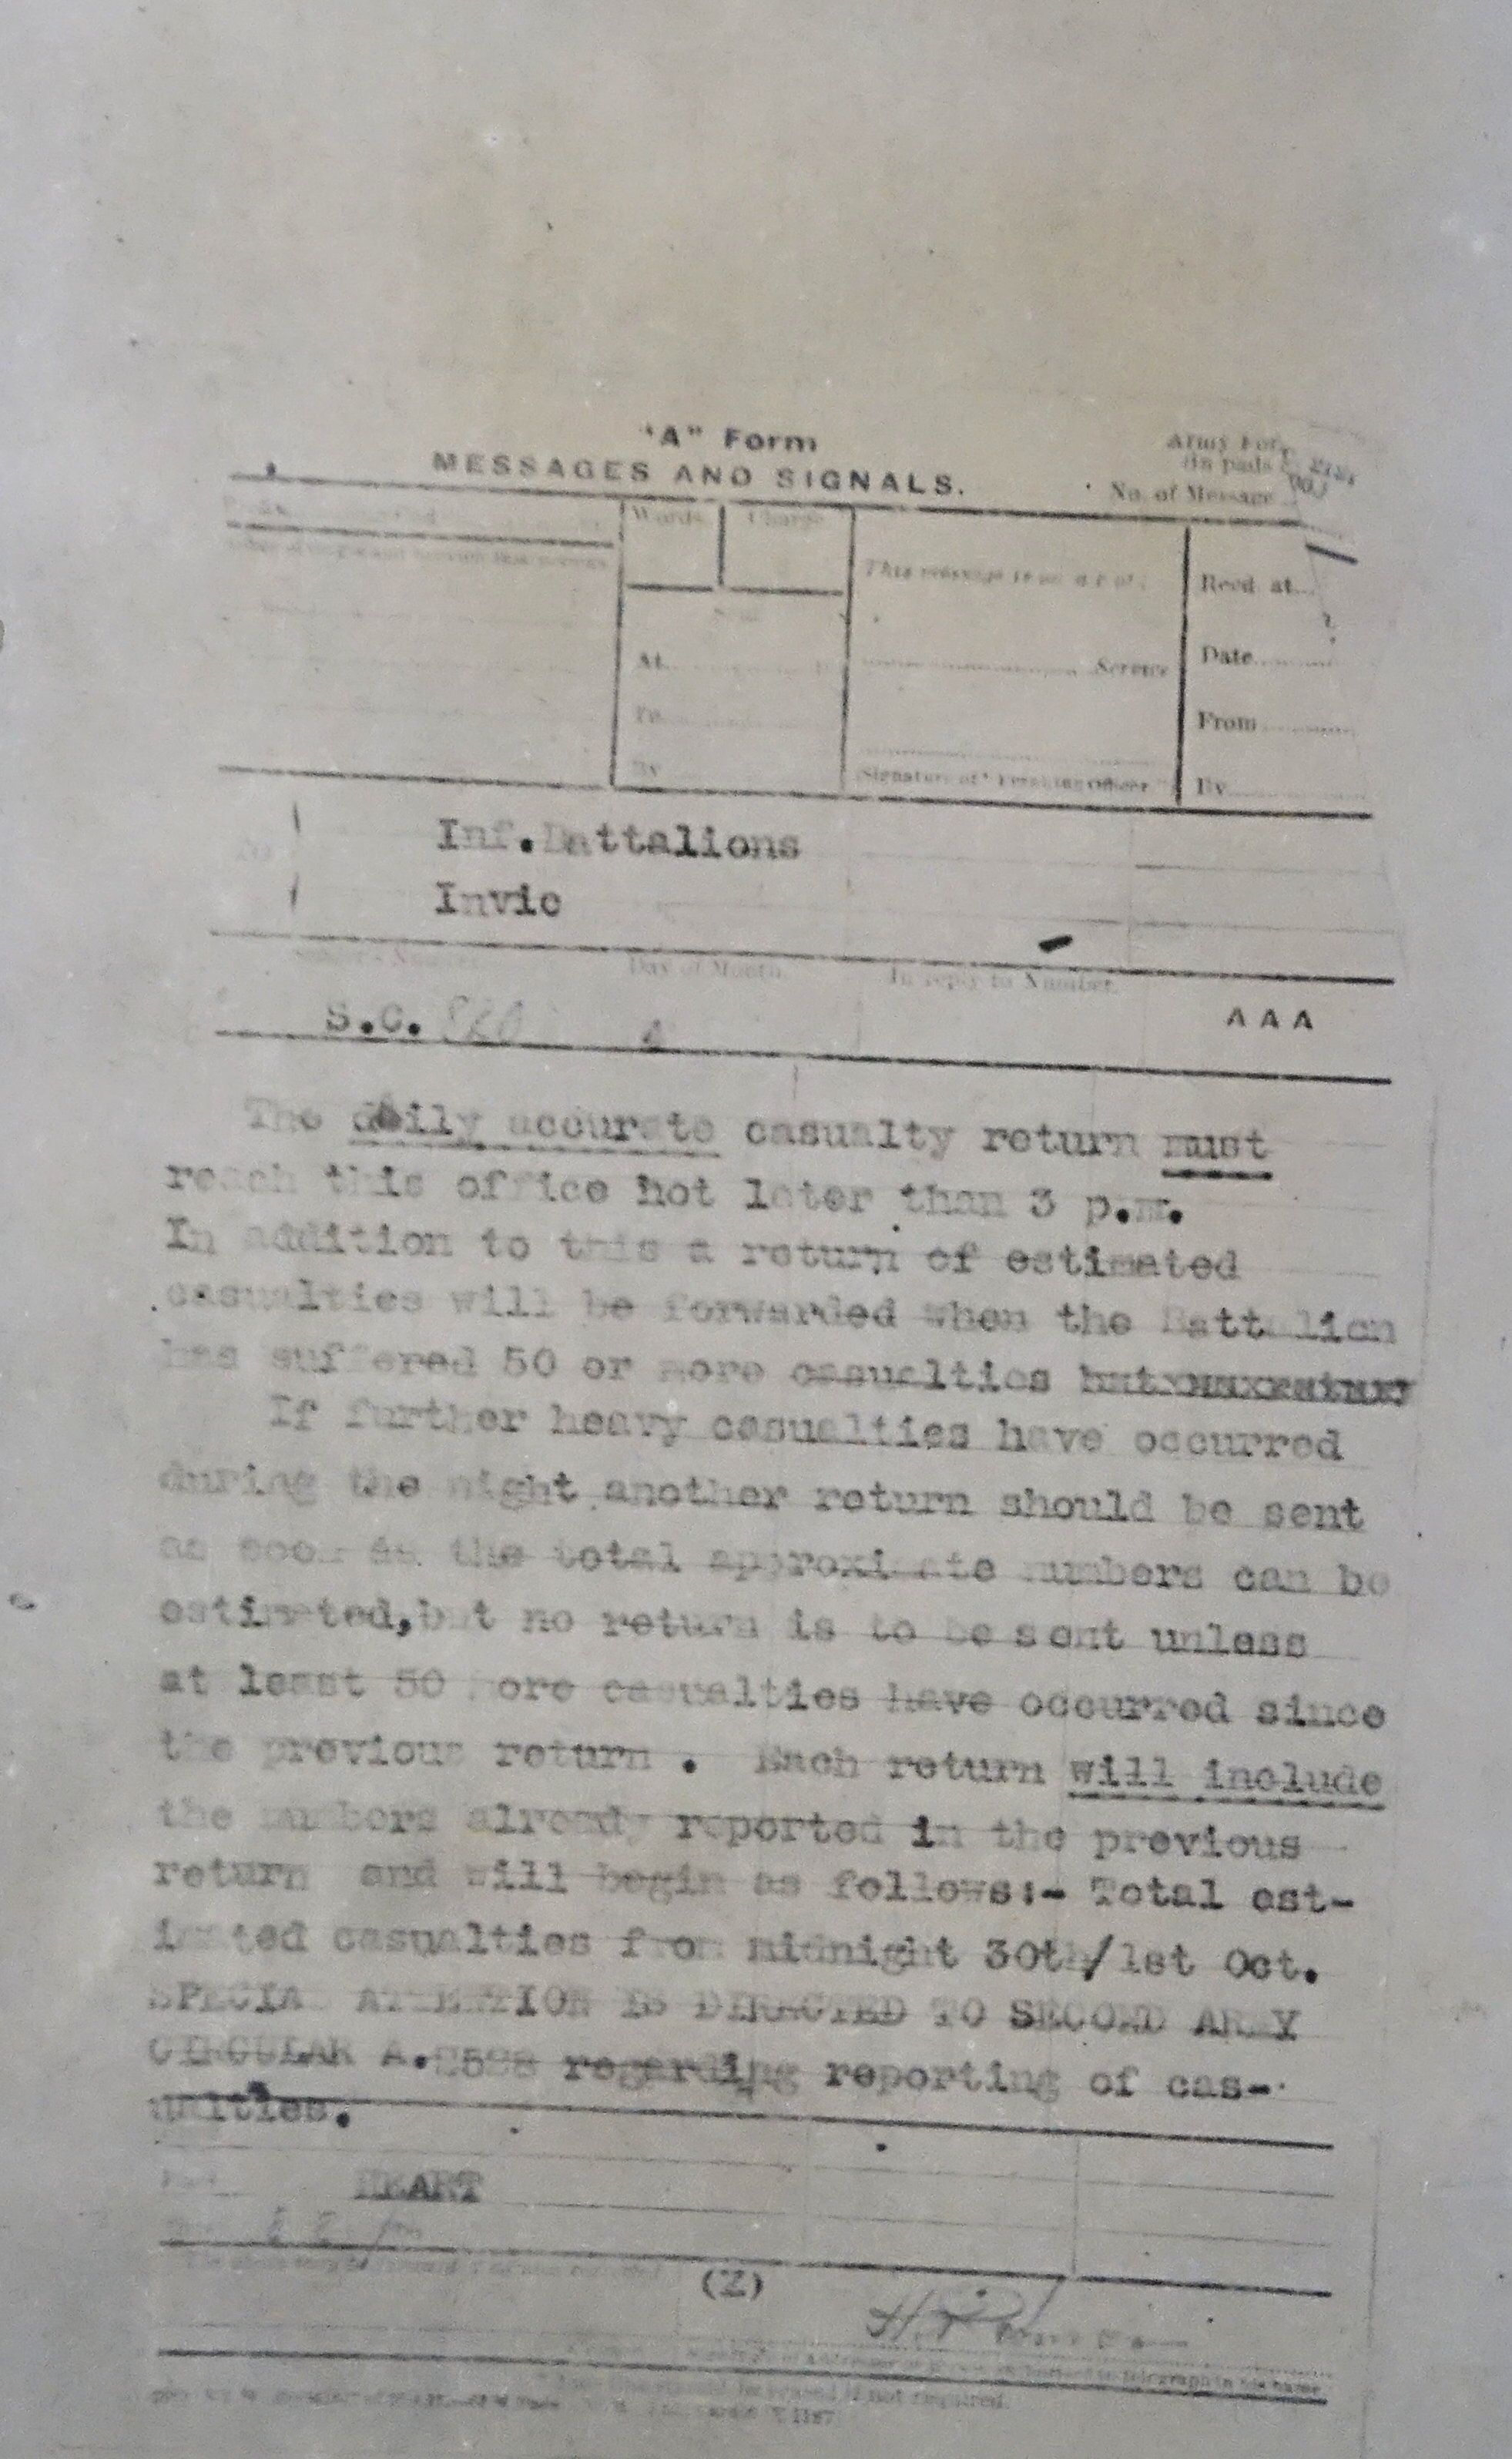 "A" Form
MESSAGES AND SIGNALS.
No. of Message
Words Charge
This message is on a/c of:
Recd. at
Sent
At
Service
Date
To
From
By
Signature of "Franking Officer."
By
Inf.Battalions
Invic
Sender's Number. Day of Month. In reply to Number.
S.C. 4 AAA
The daily accurate casualty return must
reach this office not later than 3 p.m.
In addition to this a return of estimated
casualties will be forwarded when the Battalion
has suffered 50 or more casualties
If further heavy casualties have occurred
during the night another return should be sent
as soon as the total approximate numbers can be
estimated,but no return is to be sent unless
at least 50 more casualties have occurred since
the previous return . Each return will include
the numbers already reported in the previous
return and will begin as follows:- Total est-
imated casualties from midnight 30th/1st Oct.
SPECIAL ATTENTION IS DIRECTED TO SECOND ARMY
CIRCULAR A. regarding reporting of cas-
ualties.
HEART
(Z)